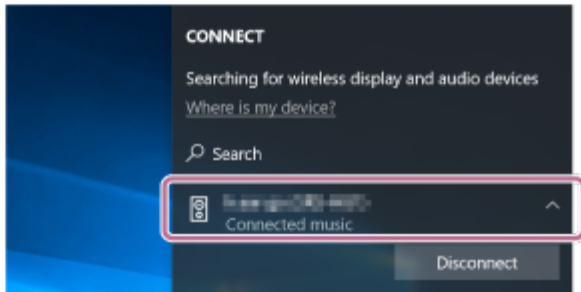 CONNECT
Searching for wireless display and audio devices
Where is my device?
Search
Connected music
Disconnect